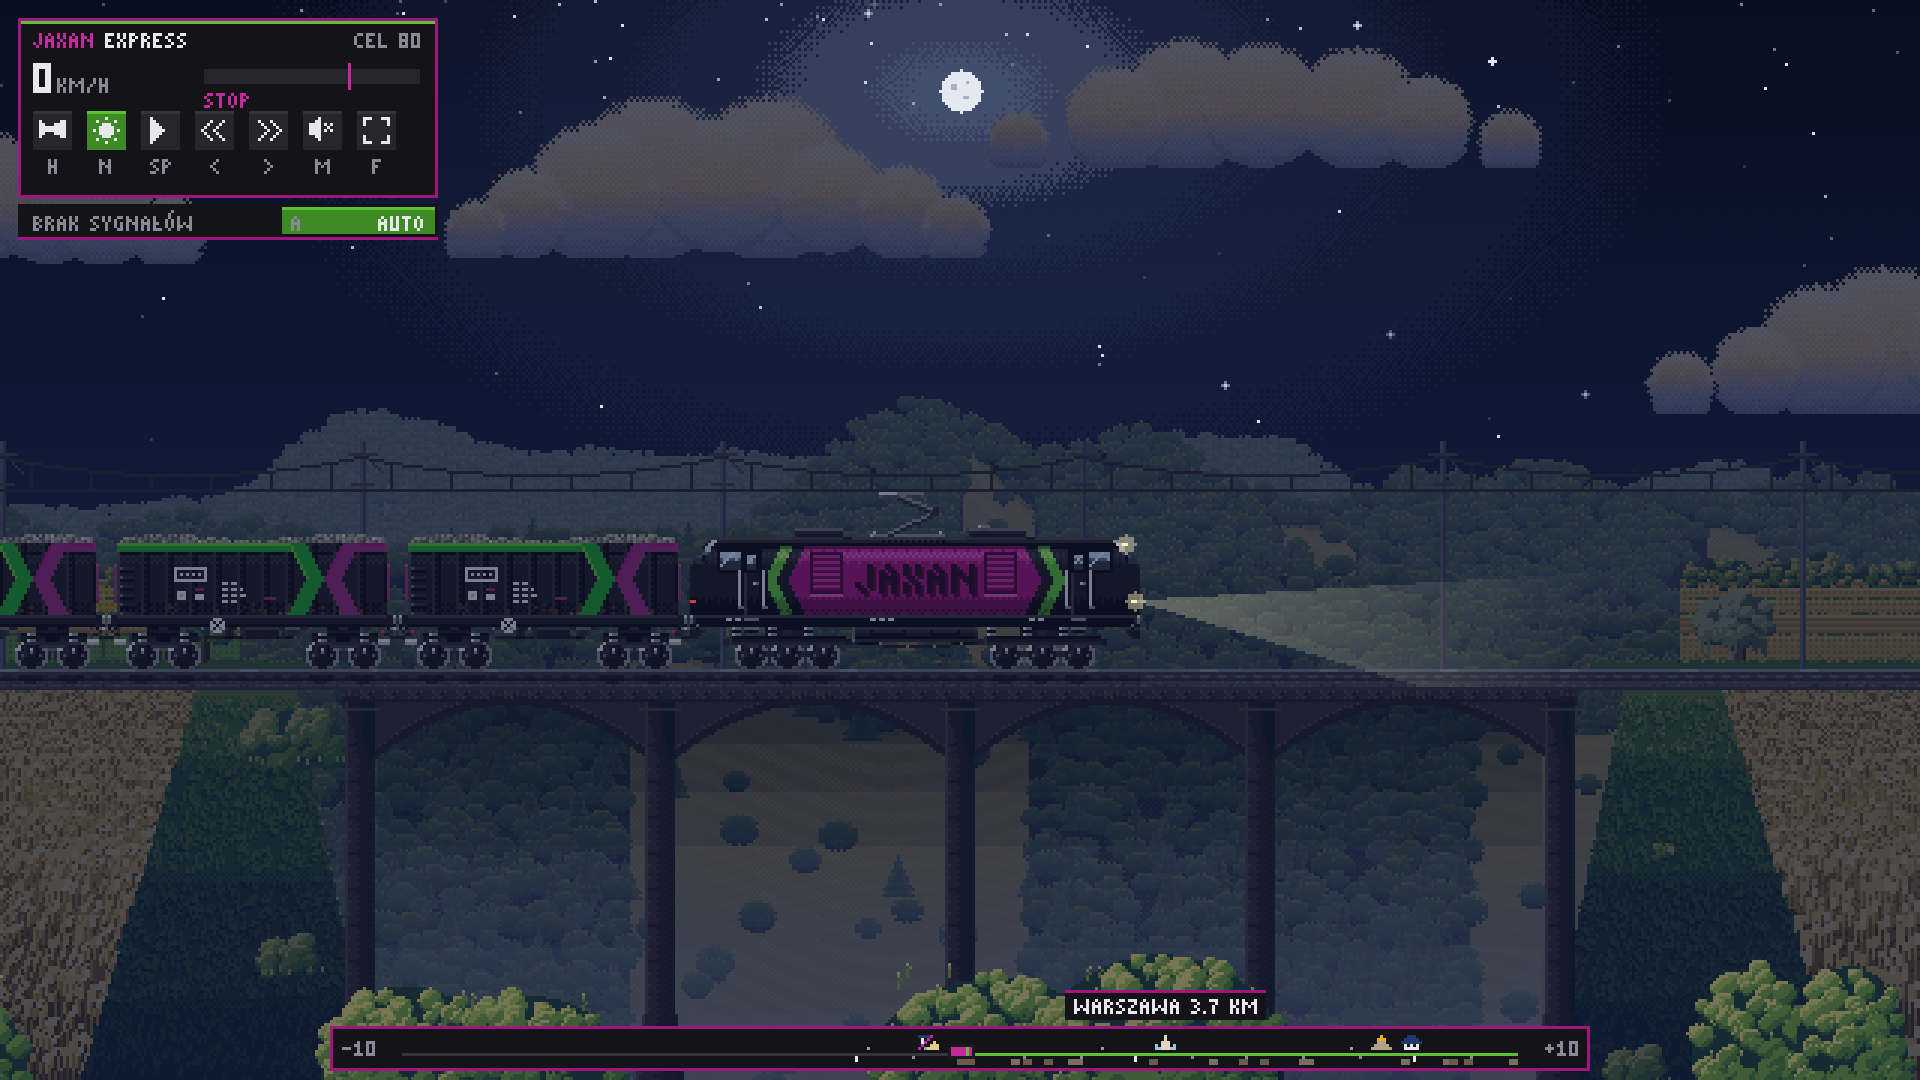 JAXAN EXPRESS CEL 80
0 KM/H
STOP
H N SP < > M F
BRAK SYGNAŁÓW A AUTO
JAXAN
WARSZAWA 3.7 KM
-10 +10